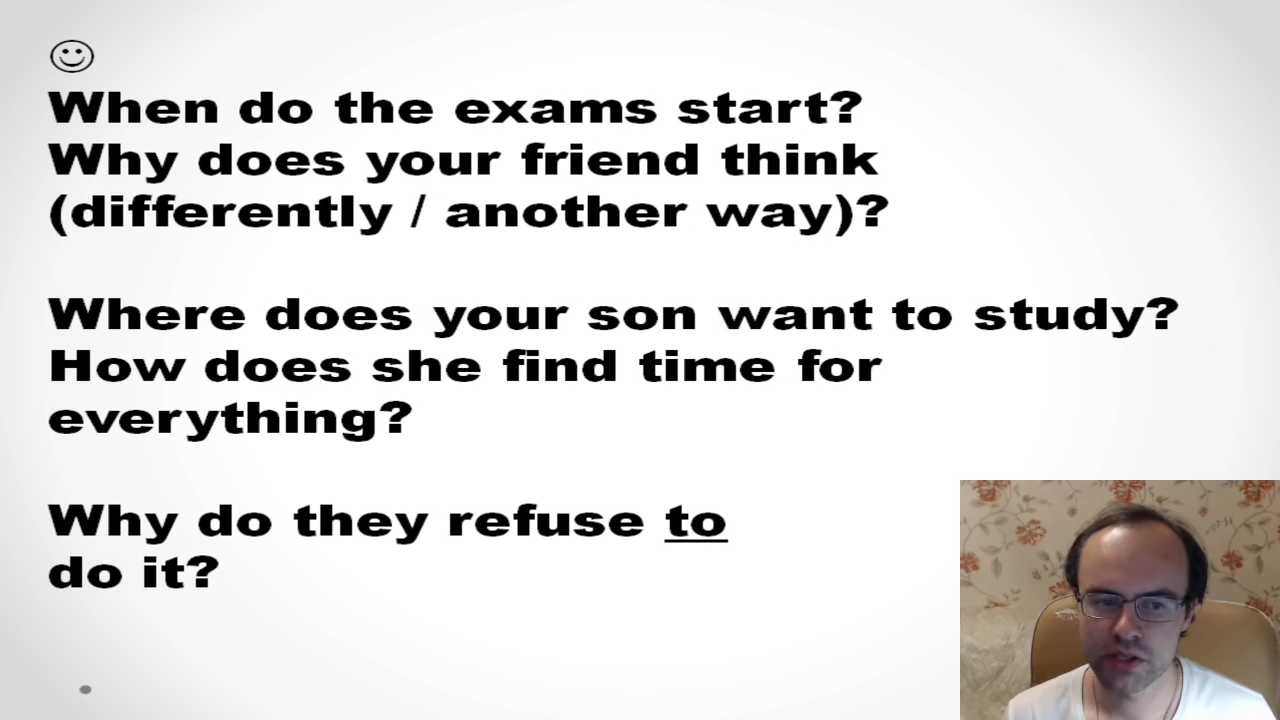 When do the exams start?
Why does your friend think
(differently / another way)?
Where does your son want to study?
How does she find time for
everything?
Why do they refuse to
do it?